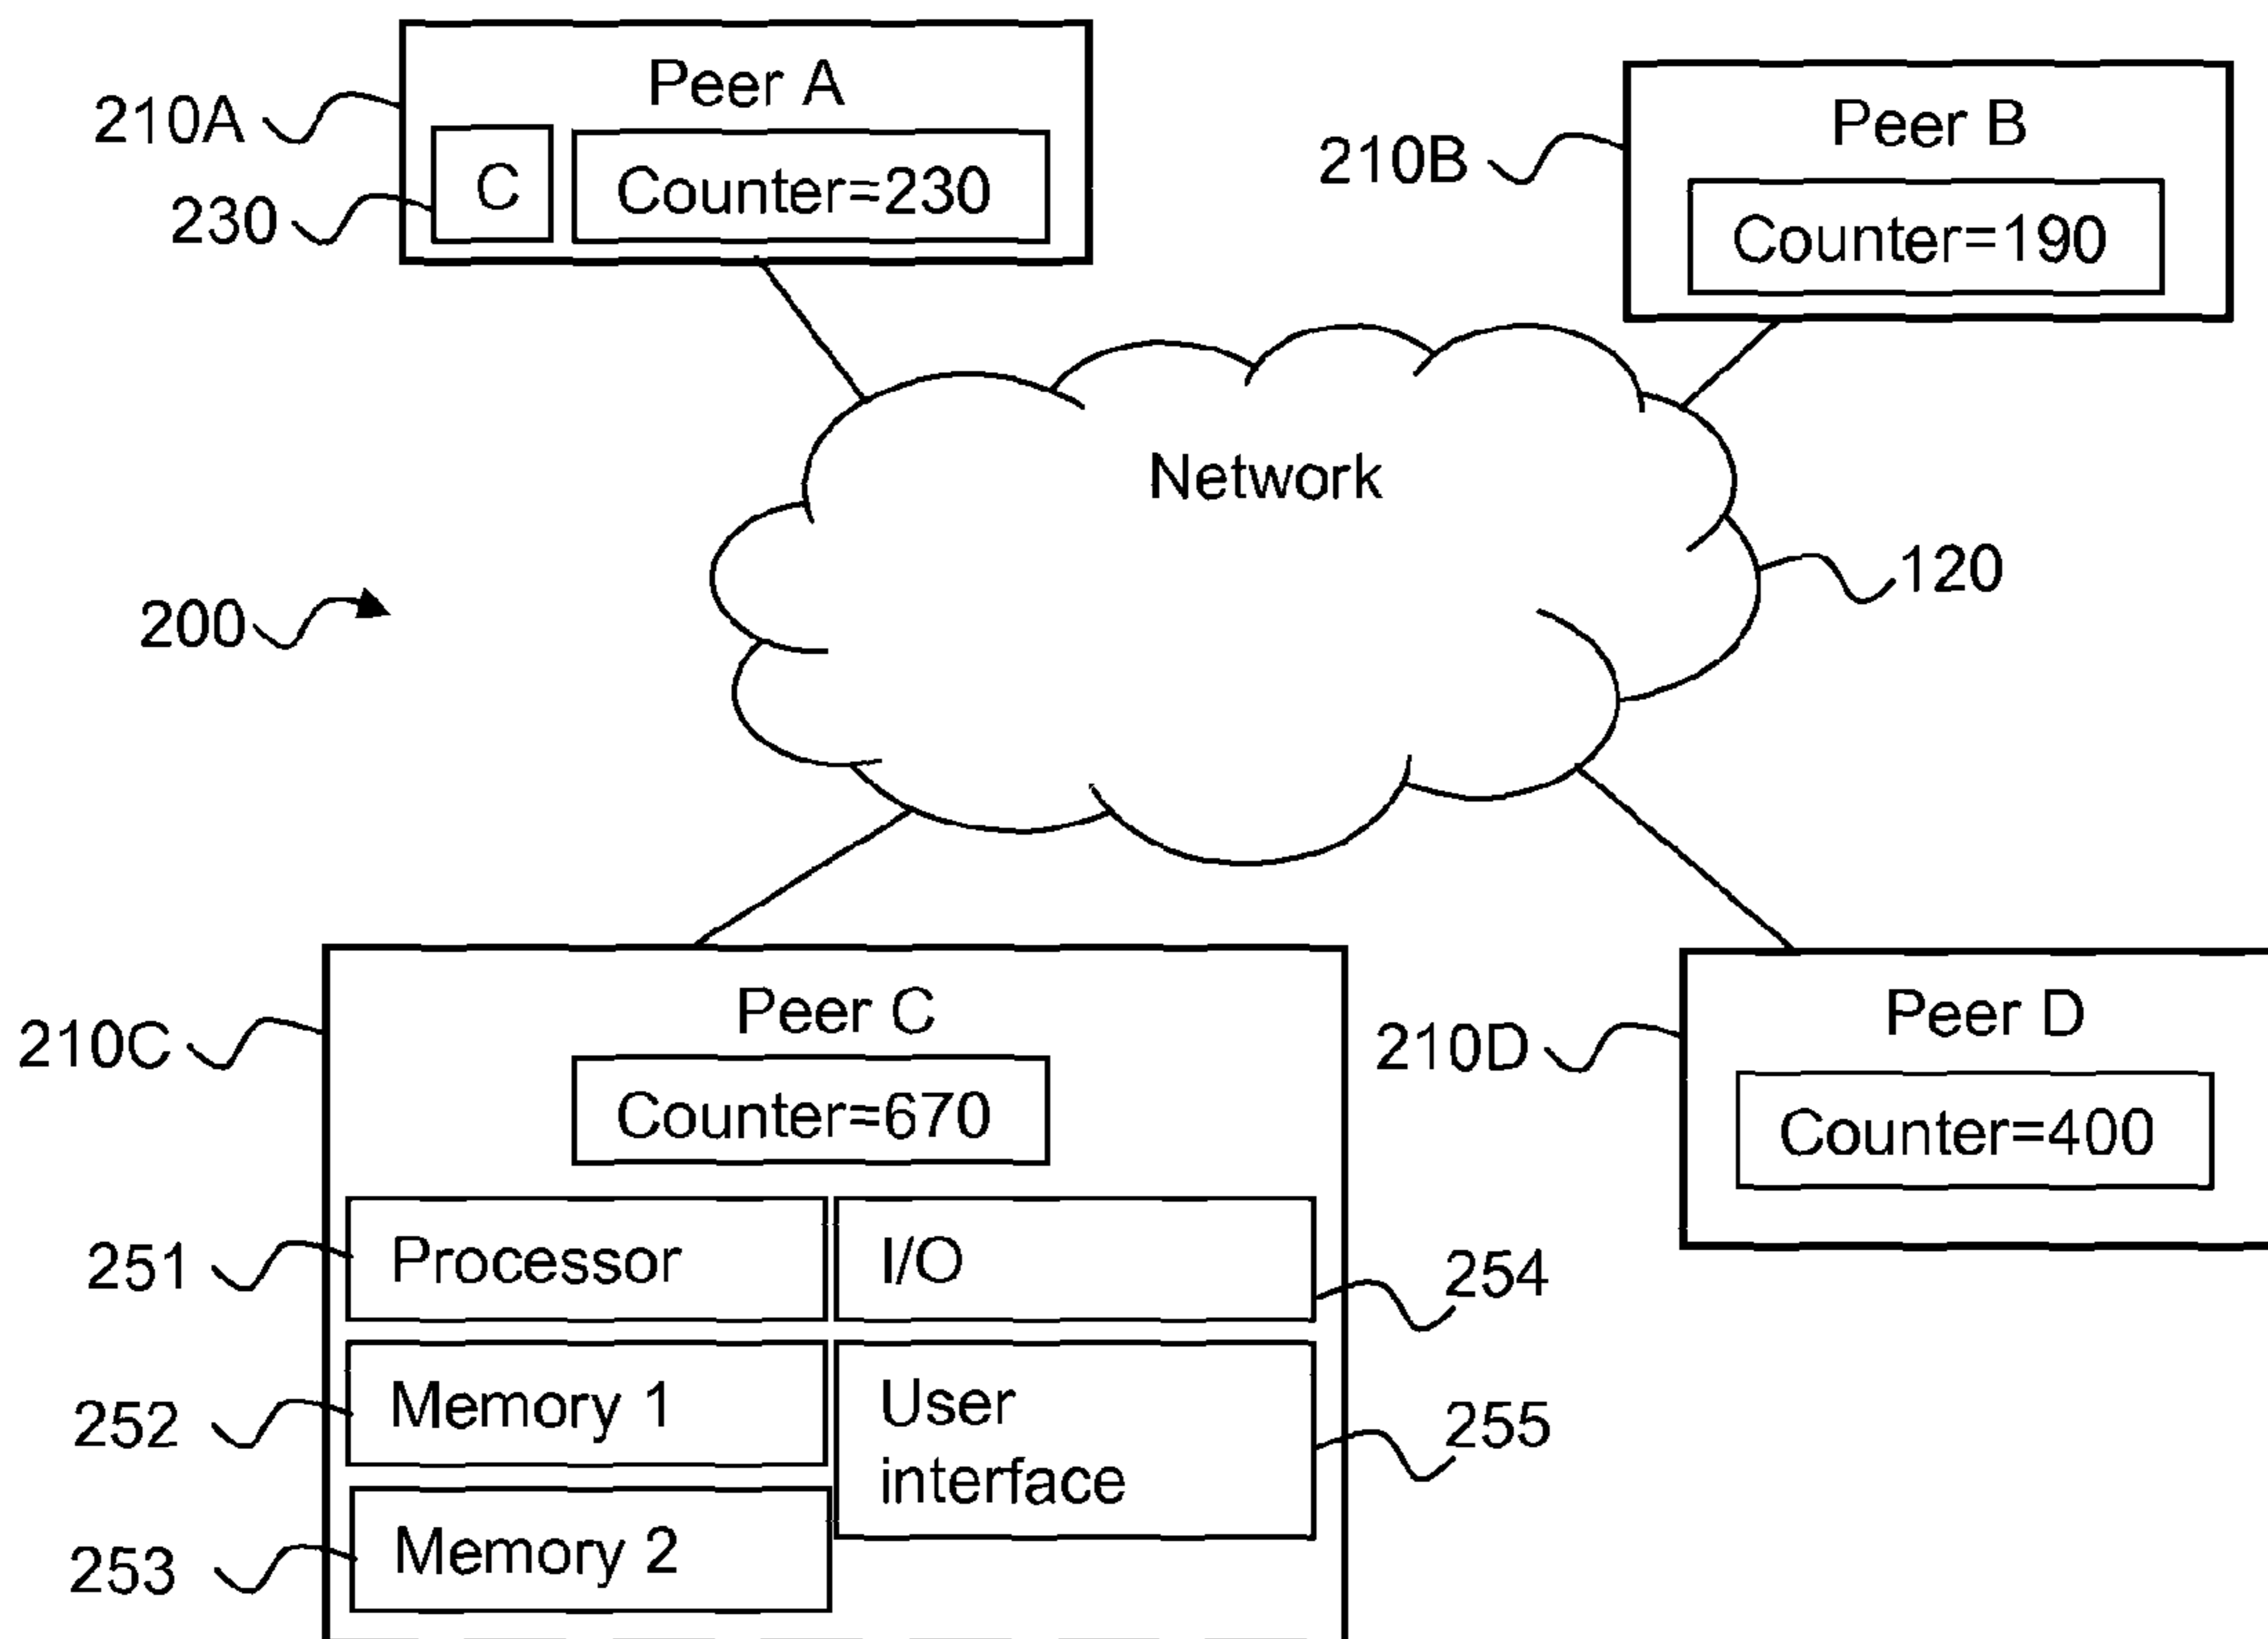 Peer A
210A
C
Counter=230
230
Peer B
210B
Counter=190
Network
120
200
Peer C
210C
Counter=670
Peer D
210D
Counter=400
251
Processor
I/O
254
252
Memory 1
User
interface
255
253
Memory 2